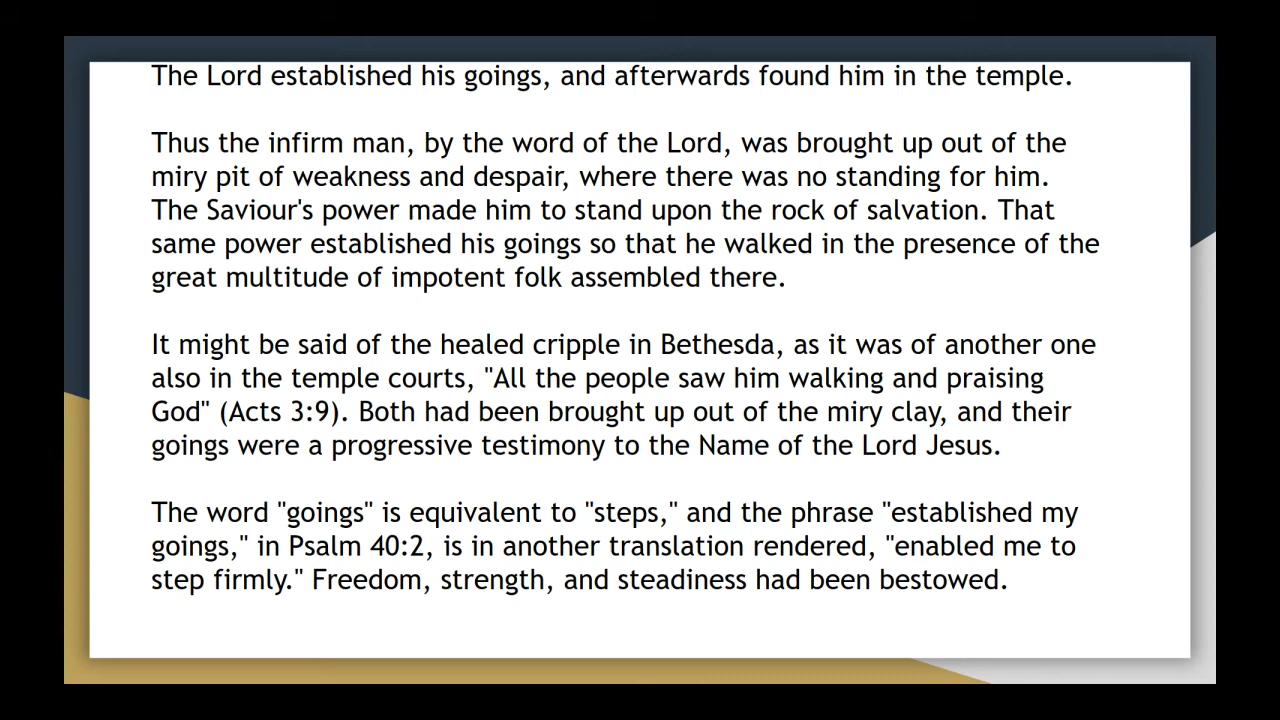 The Lord established his goings, and afterwards found him in the temple.
Thus the infirm man, by the word of the Lord, was brought up out of the
miry pit of weakness and despair, where there was no standing for him.
The Saviour's power made him to stand upon the rock of salvation. That
same power established his goings so that he walked in the presence of the
great multitude of impotent folk assembled there.
It might be said of the healed cripple in Bethesda, as it was of another one
also in the temple courts, "All the people saw him walking and praising
God" (Acts 3:9). Both had been brought up out of the miry clay, and their
goings were a progressive testimony to the Name of the Lord Jesus.
The word "goings" is equivalent to "steps," and the phrase "established my
goings," in Psalm 40:2, is in another translation rendered, "enabled me to
step firmly." Freedom, strength, and steadiness had been bestowed.